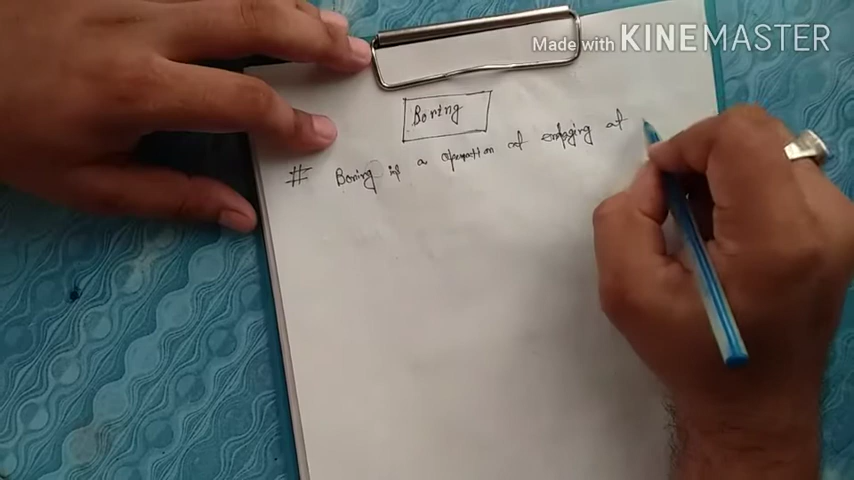 Made with KINEMASTER
Boring
# Boring is a operation of enlarging of